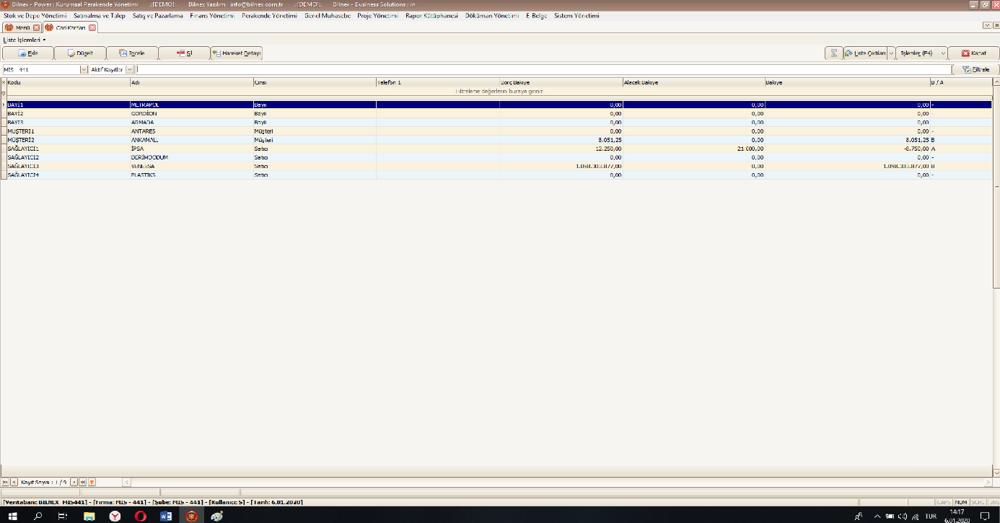 Bilnex - Power : Kurumsal Perakende Yönetimi .:[DEMO]:. Bilnex Yazılım : info@bilnex.com.tr .:[DEMO]:. Bilnex - Business Solutions : in
Stok ve Depo Yönetimi Satınalma ve Talep Satış ve Pazarlama Finans Yönetimi Perakende Yönetimi Genel Muhasebe Proje Yönetimi Rapor Kütüphanesi Döküman Yönetimi E-Belge Sistem Yönetimi
Menü Cari Kartları
Liste İşlemleri
Ekle Düzelt İncele Sil Hareket Detayı Liste Çıktıları İşlemler (F4) Kapat
MIS - 441 Aktif Kayıtlar Filtrele
Kodu Adı Cinsi Telefon 1 Borç Bakiye Alacak Bakiye Bakiye B / A
Filtreleme değerlerini buraya giriniz
BAYİ1 METRAPOL Bayii 0,00 0,00 0,00 -
BAYİ2 GORDİON Bayii 0,00 0,00 0,00 -
BAYİ3 ARMADA Bayii 0,00 0,00 0,00 -
MÜŞTERİ1 ANTARES Müşteri 0,00 0,00 0,00 -
MÜŞTERİ2 ANKAMALL Müşteri 8.051,25 0,00 8.051,25 B
SAĞLAYICI1 İPSA Satıcı 12.250,00 21.000,00 -8.750,00 A
SAĞLAYICI2 DERİMODDUM Satıcı 0,00 0,00 0,00 -
SAĞLAYICI3 VENESSA Satıcı 1.098.303.877,00 0,00 1.098.303.877,00 B
SAĞLAYICI4 PLASTİKS Satıcı 0,00 0,00 0,00 -
Kayıt Sayısı : 1 / 9
[Veritabanı: BILNEX_MIS441] - [Firma: MIS - 441] - [Şube: MIS - 441] - [Kullanıcı: S] - [Tarih: 6.01.2020] CAPS NUM SCRL INS
TUR 14:17
6.01.2020